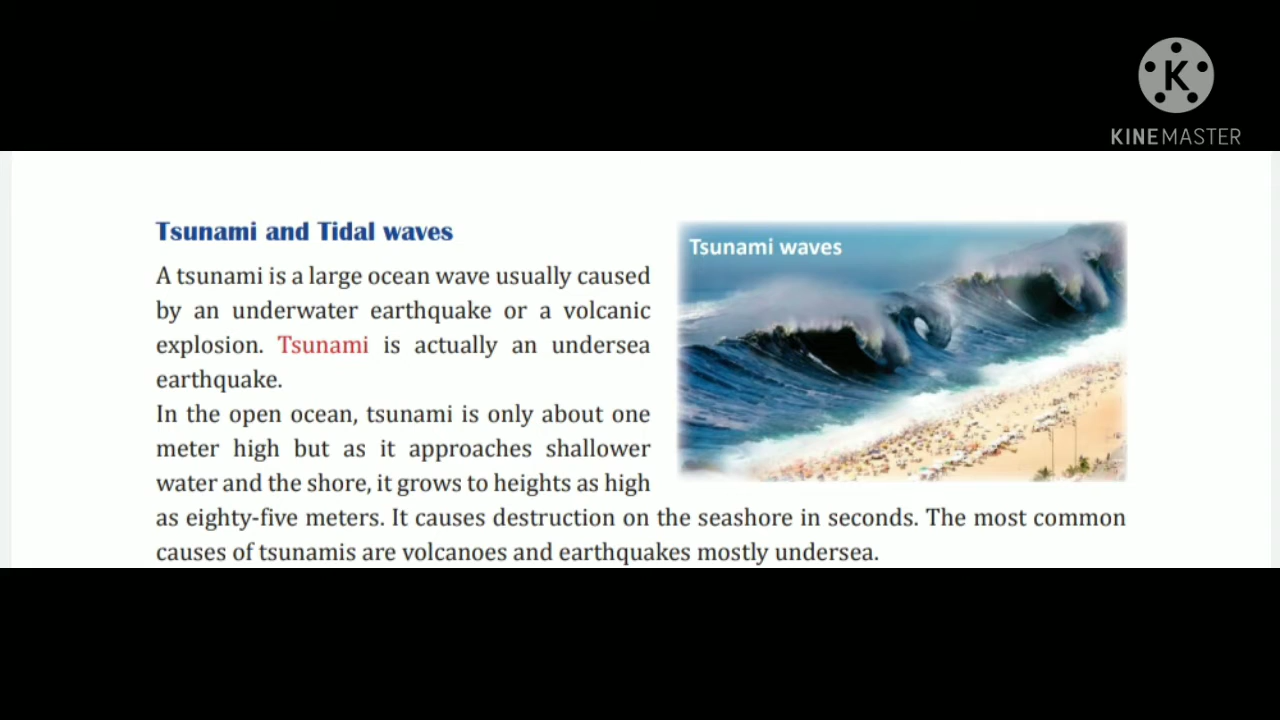 KINEMASTER
Tsunami and Tidal waves
A tsunami is a large ocean wave usually caused
by an underwater earthquake or a volcanic
explosion. Tsunami is actually an undersea
earthquake.
In the open ocean, tsunami is only about one
meter high but as it approaches shallower
water and the shore, it grows to heights as high
as eighty-five meters. It causes destruction on the seashore in seconds. The most common
causes of tsunamis are volcanoes and earthquakes mostly undersea.
Tsunami waves